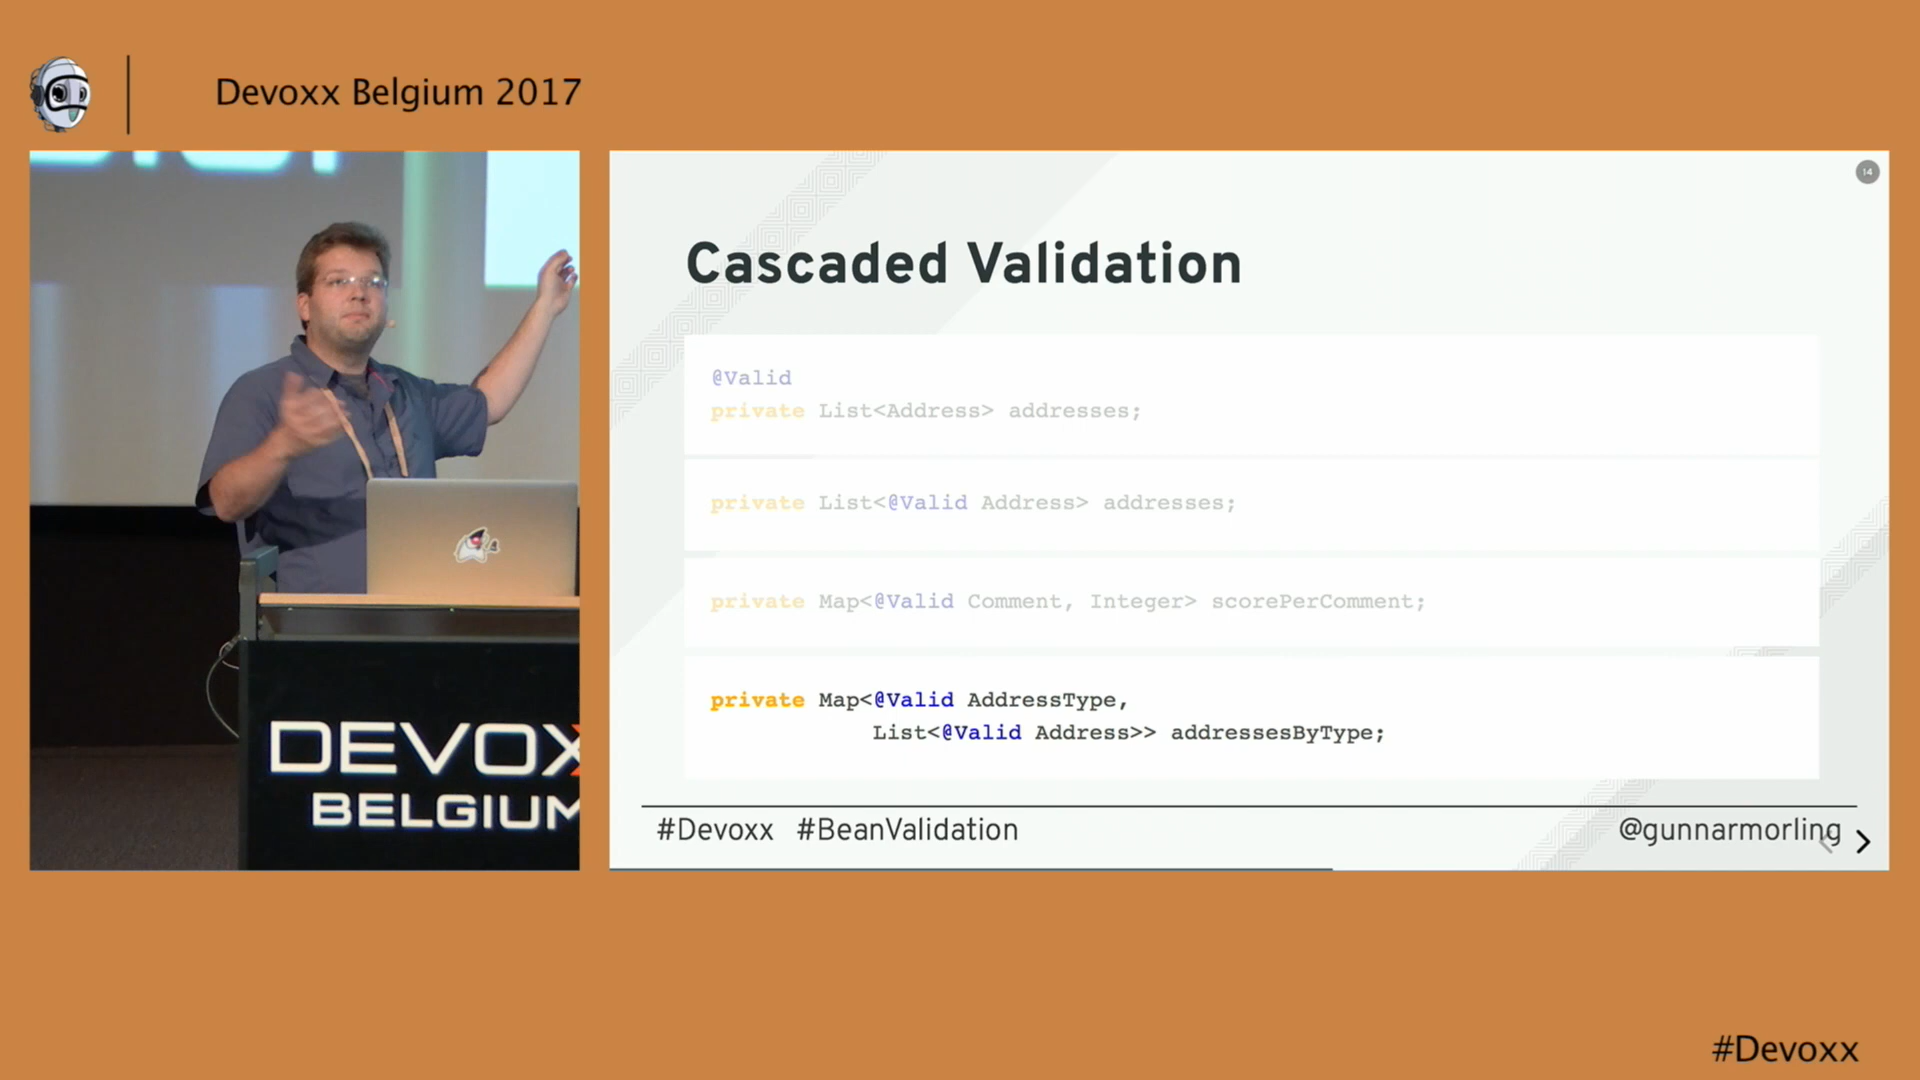 Devoxx Belgium 2017
14
Cascaded Validation
@Valid
private List<Address> addresses;
private List<@Valid Address> addresses;
private Map<@Valid Comment, Integer> scorePerComment;
private Map<@Valid AddressType,
List<@Valid Address>> addressesByType;
#Devoxx #BeanValidation
@gunnarmorling
DEVOX
BELGIUM
#Devoxx